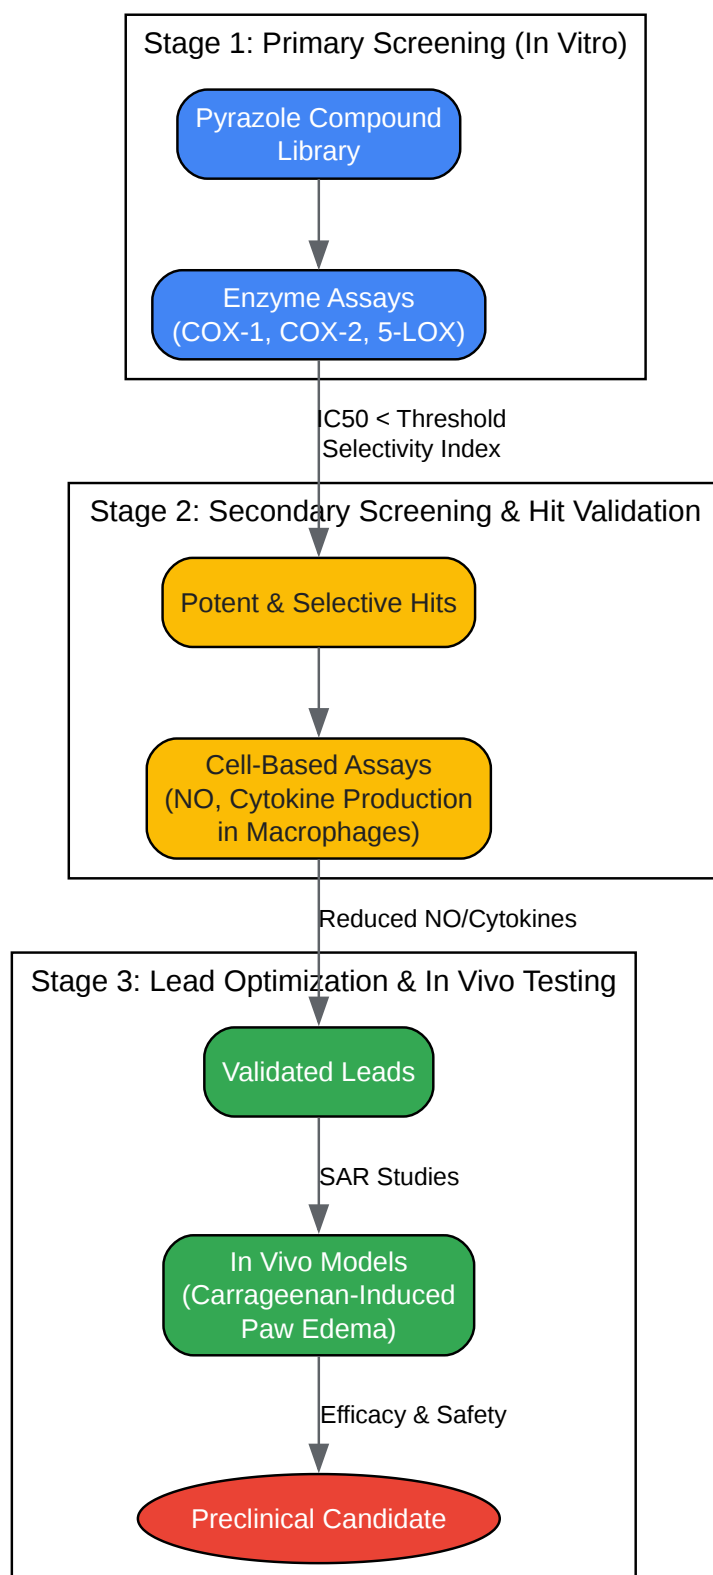 Stage 1: Primary Screening (In Vitro)
Pyrazole Compound
Library
Enzyme Assays
(COX-1, COX-2, 5-LOX)
IC50 < Threshold
Selectivity Index
Stage 2: Secondary Screening & Hit Validation
Potent & Selective Hits
Cell-Based Assays
(NO, Cytokine Production
in Macrophages)
Reduced NO/Cytokines
Stage 3: Lead Optimization & In Vivo Testing
Validated Leads
SAR Studies
In Vivo Models
(Carrageenan-Induced
Paw Edema)
Efficacy & Safety
Preclinical Candidate